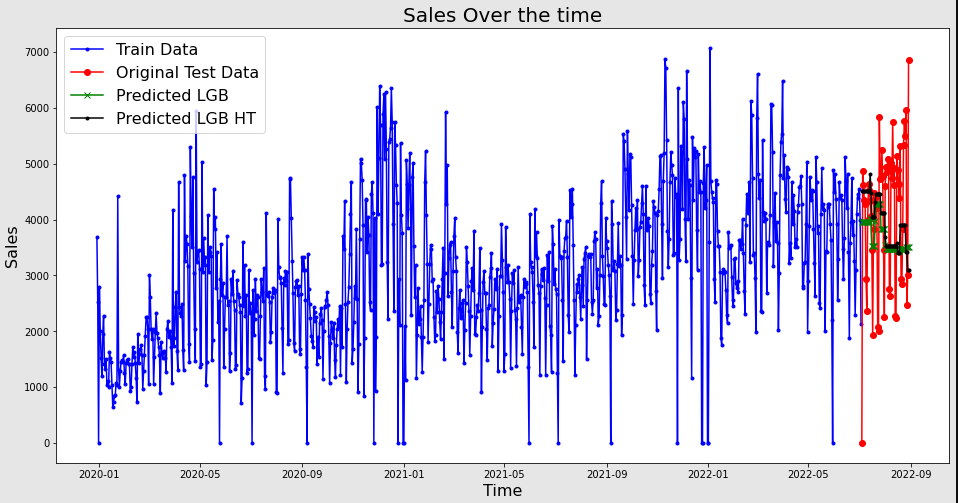 Sales Over the time
Train Data
Original Test Data
Predicted LGB
Predicted LGB HT
Sales
7000
6000
5000
4000
3000
2000
1000
0
2020-01 2020-05 2020-09 2021-01 2021-05 2021-09 2022-01 2022-05 2022-09
Time